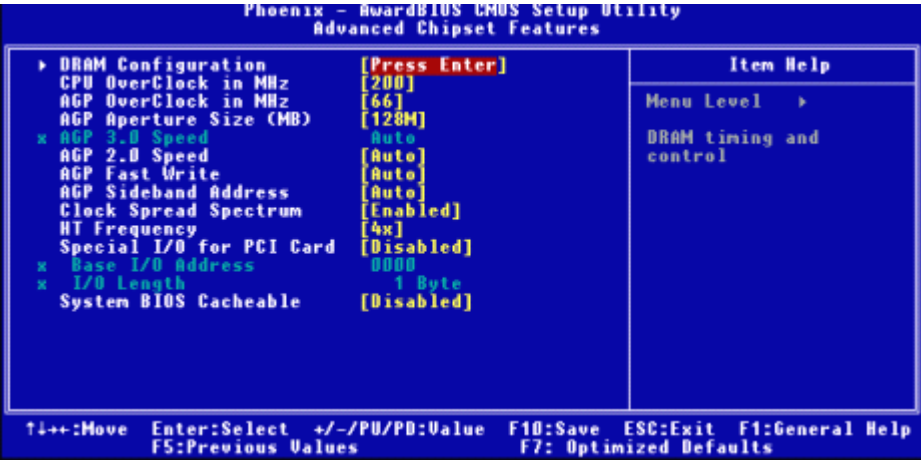 Phoenix - AwardBIOS CMOS Setup Utility
Advanced Chipset Features
DRAM Configuration [Press Enter]
CPU OverClock in MHz [200]
AGP OverClock in MHz [66]
AGP Aperture Size (MB) [128M]
x AGP 3.0 Speed Auto
AGP 2.0 Speed [Auto]
AGP Fast Write [Auto]
AGP Sideband Address [Auto]
Clock Spread Spectrum [Enabled]
HT Frequency [4x]
Special I/O for PCI Card [Disabled]
x Base I/O Address 0000
x I/O Length 1 Byte
System BIOS Cacheable [Disabled]
Item Help
Menu Level
DRAM timing and
control
↑↓→←:Move Enter:Select +/-/PU/PD:Value F10:Save ESC:Exit F1:General Help
F5:Previous Values F7: Optimized Defaults